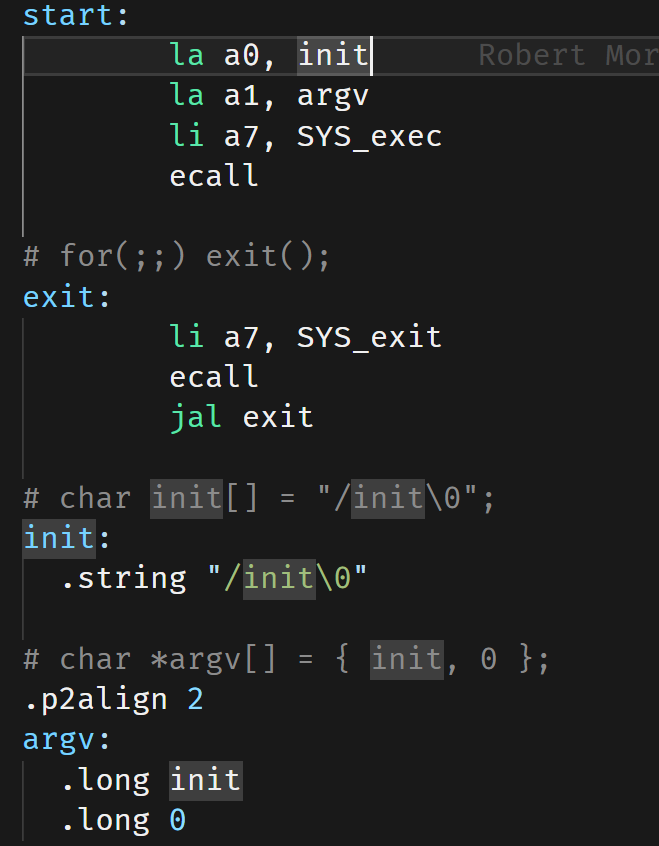 start:
la a0, init Robert Mor
la a1, argv
li a7, SYS_exec
ecall
# for(;;) exit();
exit:
li a7, SYS_exit
ecall
jal exit
# char init[] = "/init\0";
init:
.string "/init\0"
# char *argv[] = { init, 0 };
.p2align 2
argv:
.long init
.long 0